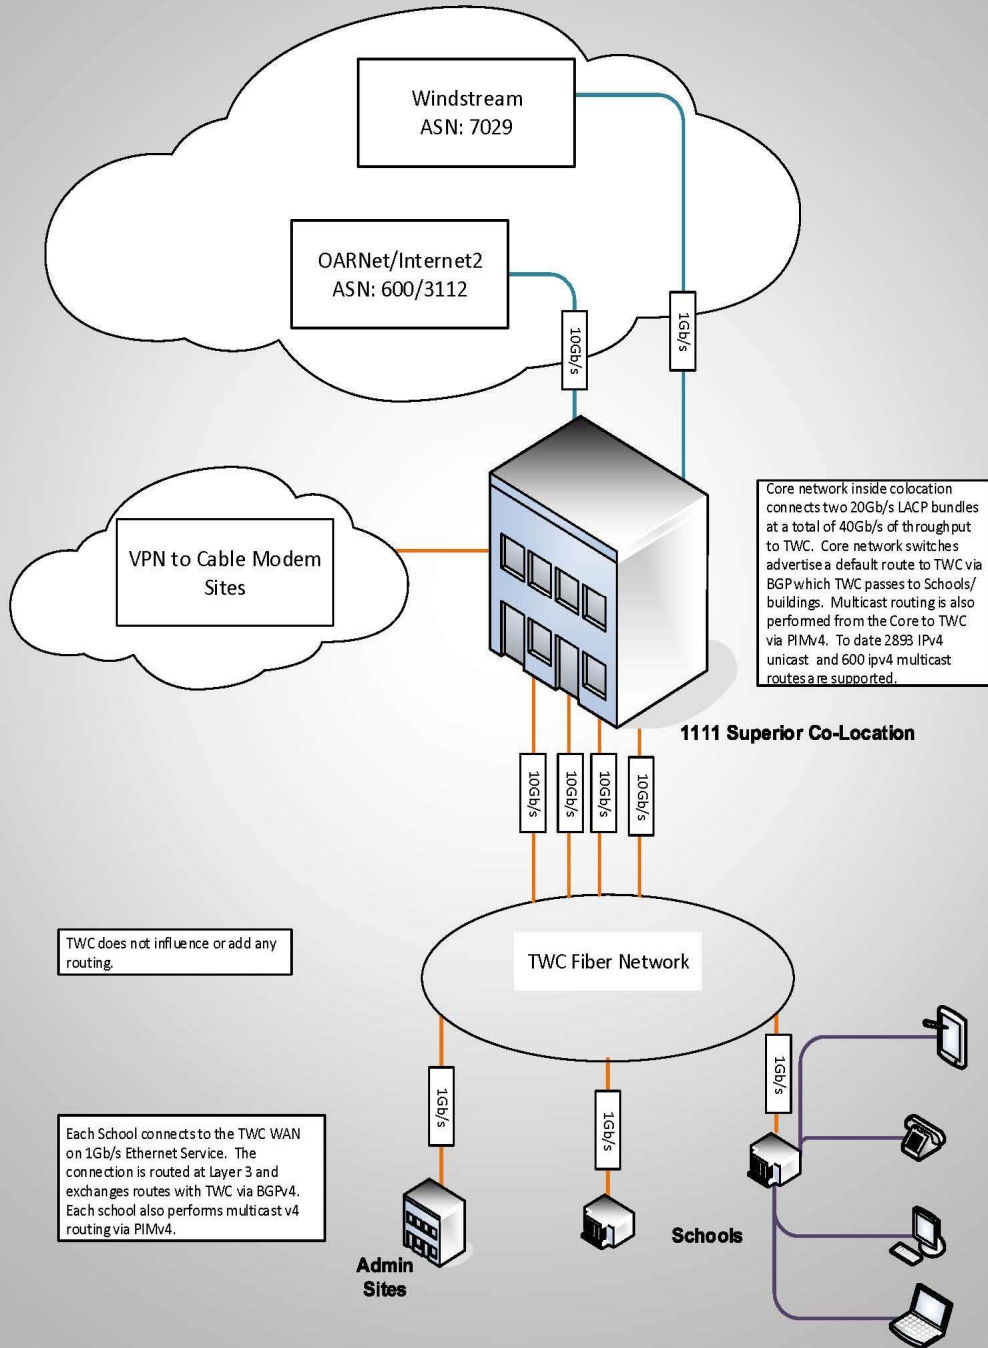 Windstream
ASN: 7029
OARNet/Internet2
ASN: 600/3112
10Gb/s
1Gb/s
VPN to Cable Modem
Sites
Core network inside colocation
connects two 20Gb/s LACP bundles
at a total of 40Gb/s of throughput
to TWC. Core network switches
advertise a default route to TWC via
BGP which TWC passes to Schools/
buildings. Multicast routing is also
performed from the Core to TWC
via PIMv4. To date 2893 IPv4
unicast and 600 ipv4 multicast
routes are supported.
1111 Superior Co-Location
10Gb/s
10Gb/s
10Gb/s
10Gb/s
TWC does not influence or add any
routing.
TWC Fiber Network
1Gb/s
1Gb/s
1Gb/s
Each School connects to the TWC WAN
on 1Gb/s Ethernet Service. The
connection is routed at Layer 3 and
exchanges routes with TWC via BGPv4.
Each school also performs multicast v4
routing via PIMv4.
Admin
Sites
Schools